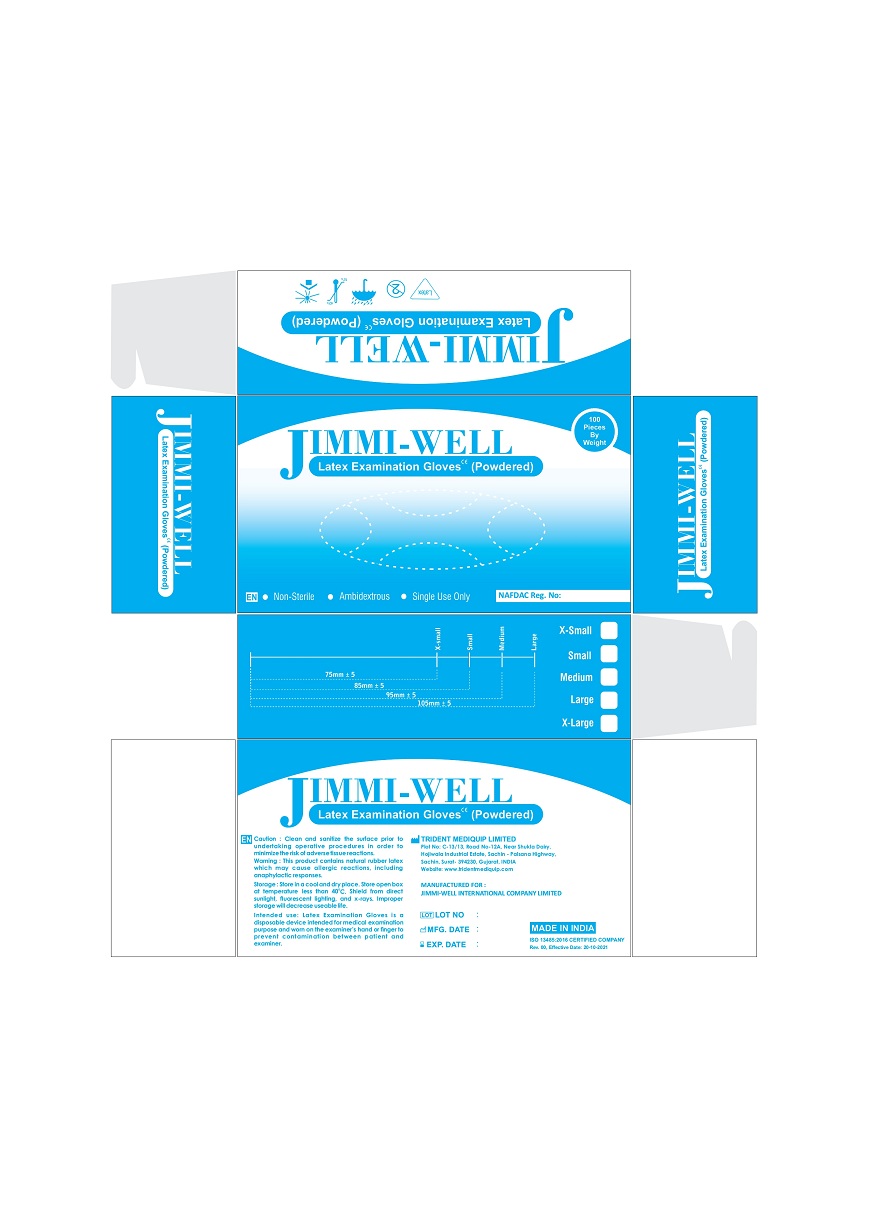 Latex
Latex Examination Gloves CE (Powdered)
JIMMI-WELL
JIMMI-WELL
Latex Examination Gloves CE (Powdered)
100
Pieces
By
Weight
JIMMI-WELL
Latex Examination Gloves CE (Powdered)
EN • Non-Sterile • Ambidextrous • Single Use Only
NAFDAC Reg. No:
JIMMI-WELL
Latex Examination Gloves CE (Powdered)
X-small
Small
Medium
Large
75mm ± 5
85mm ± 5
95mm ± 5
105mm ± 5
X-Small
Small
Medium
Large
X-Large
JIMMI-WELL
Latex Examination Gloves CE (Powdered)
EN Caution : Clean and sanitize the surface prior to
undertaking operative procedures in order to
minimize the risk of adverse tissue reactions.
Warning : This product contains natural rubber latex
which may cause allergic reactions, including
anaphylactic responses.
Storage : Store in a cool and dry place. Store open box
at temperature less than 40°C. Shield from direct
sunlight, fluorescent lighting, and x-rays. Improper
storage will decrease useable life.
Intended use: Latex Examination Gloves is a
disposable device intended for medical examination
purpose and worn on the examiner's hand or finger to
prevent contamination between patient and
examiner.
TRIDENT MEDIQUIP LIMITED
Plot No. C-13/13, Road No-12A, Near Shukla Dairy,
Hojiwala Industrial Estate, Sachin - Palsana Highway,
Sachin, Surat- 394230, Gujarat, INDIA
Website: www.tridentmediquip.com
MANUFACTURED FOR :
JIMMI-WELL INTERNATIONAL COMPANY LIMITED
LOT LOT NO :
MFG. DATE :
EXP. DATE :
MADE IN INDIA
ISO 13485:2016 CERTIFIED COMPANY
Rev. 00, Effective Date: 20-10-2021